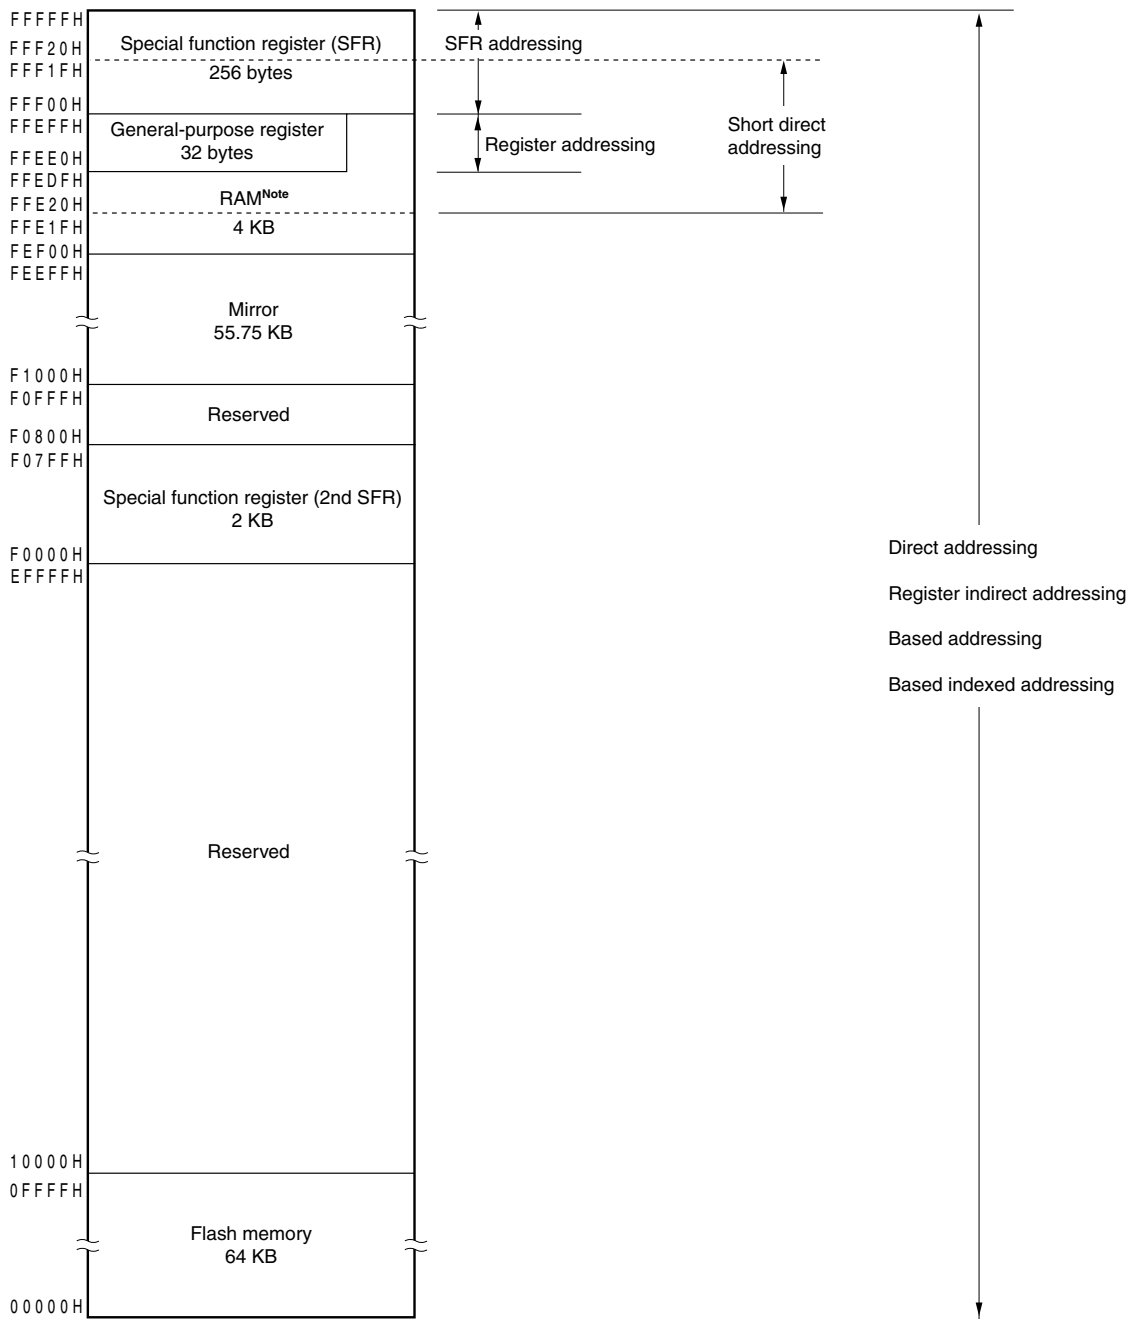 FFFFFH
FFF20H
FFF1FH
FFF00H
FFEFFH
FFEE0H
FFEDFH
FFE20H
FFE1FH
FEF00H
FEEFFH
F1000H
F0FFFH
F0800H
F07FFH
F0000H
EFFFFH
10000H
0FFFFH
00000H
Special function register (SFR)
256 bytes
General-purpose register
32 bytes
RAMNote
4 KB
Mirror
55.75 KB
Reserved
Special function register (2nd SFR)
2 KB
Reserved
Flash memory
64 KB
SFR addressing
Register addressing
Short direct
addressing
Direct addressing
Register indirect addressing
Based addressing
Based indexed addressing